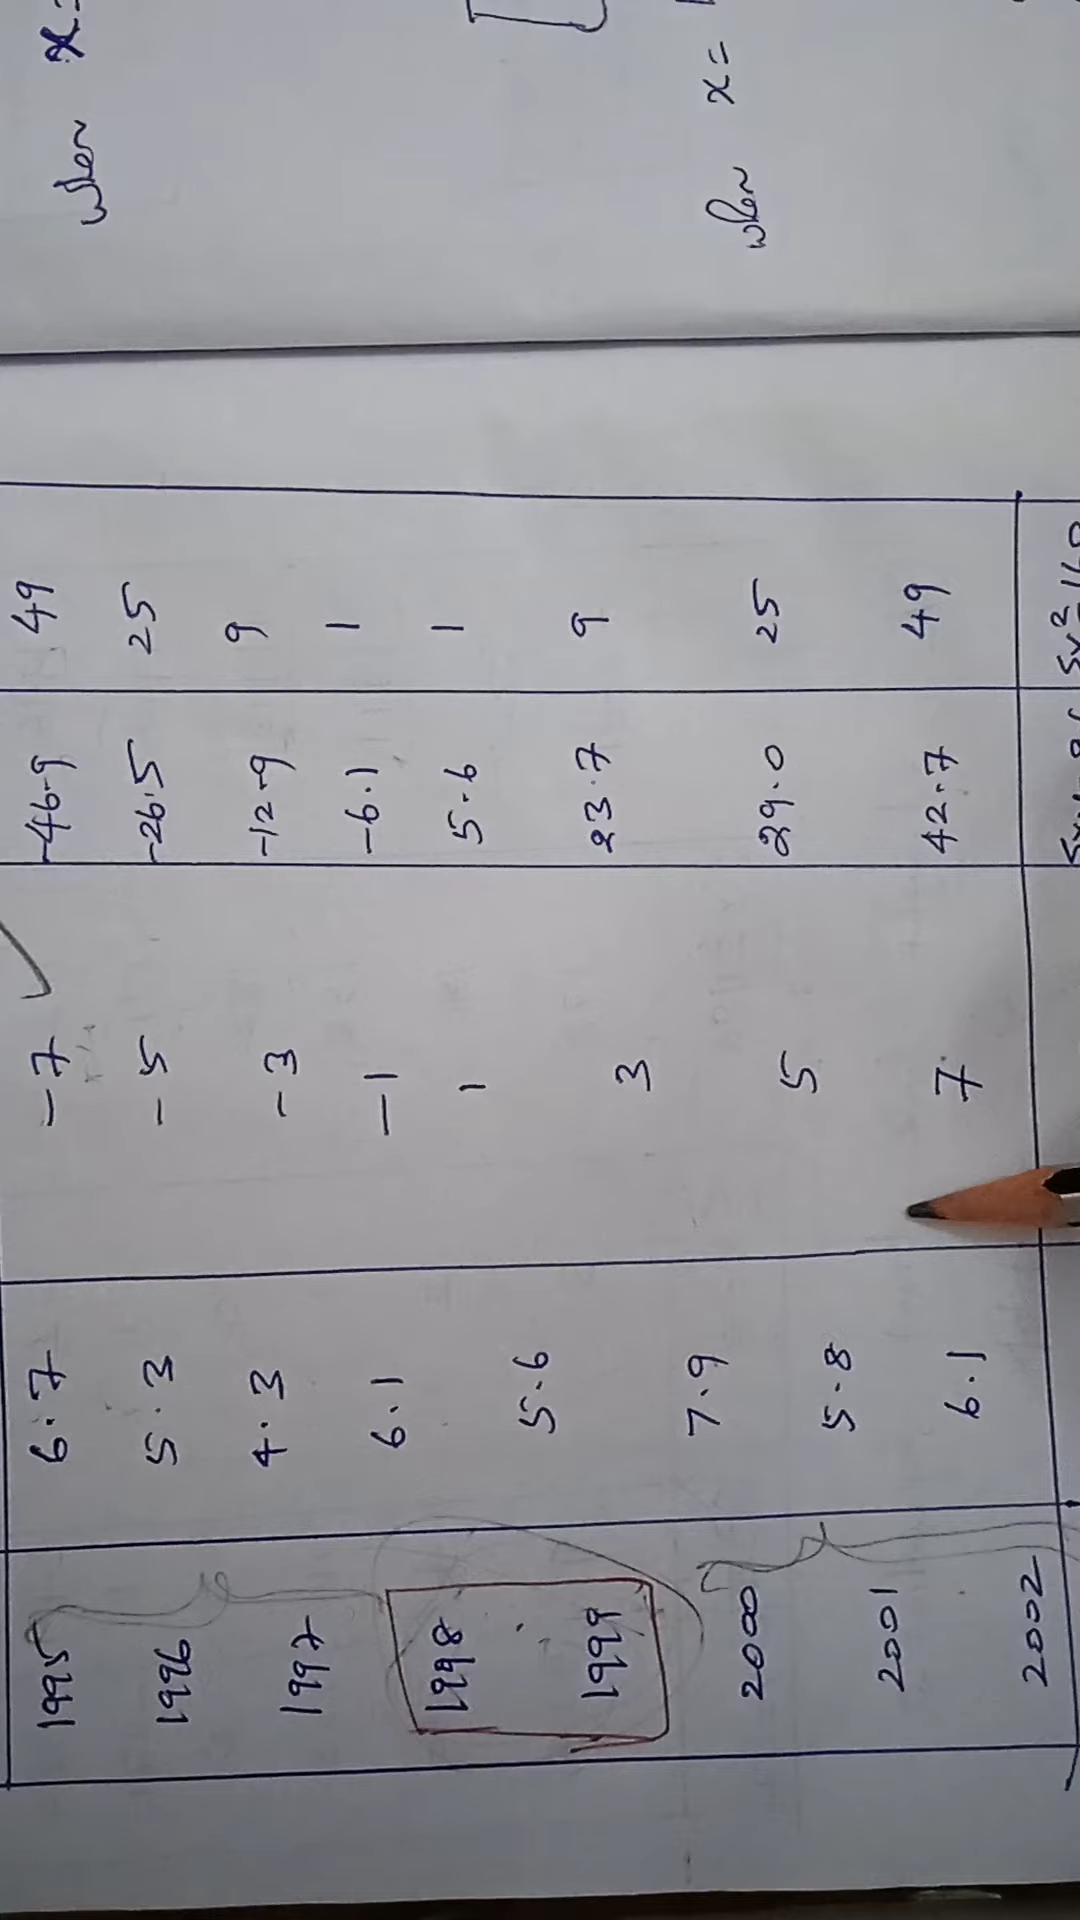 1995 6.7 -7 -46.9 49
1996 5.3 -5 -26.5 25
1997 4.3 -3 -12.9 9
1998 6.1 -1 -6.1 1
1999 5.6 1 5.6 1
2000 7.9 3 23.7 9
2001 5.8 5 29.0 25
2002 6.1 7 42.7 49
when x=
when x=